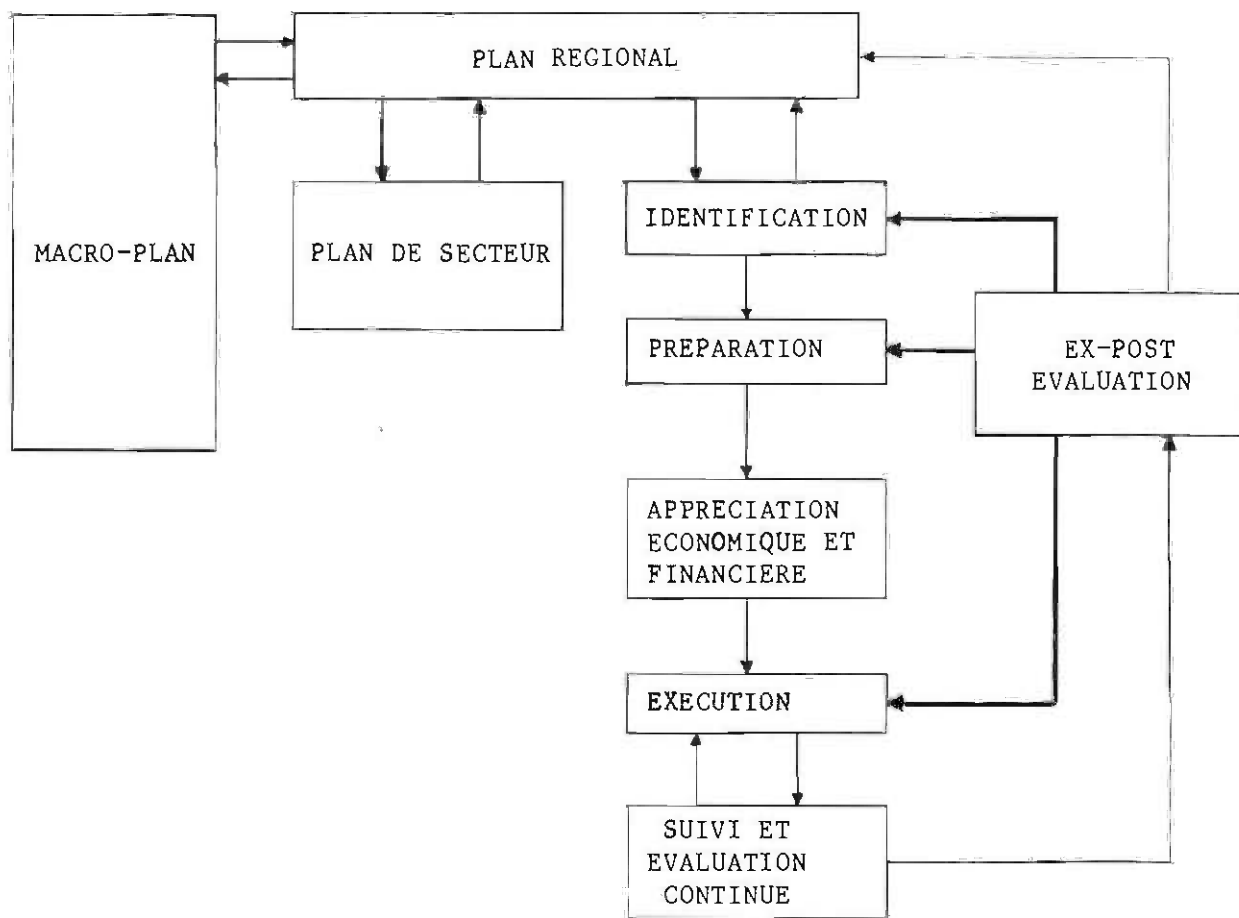 PLAN REGIONAL
MACRO-PLAN
PLAN DE SECTEUR
IDENTIFICATION
PREPARATION
EX-POST
EVALUATION
APPRECIATION
ECONOMIQUE ET
FINANCIERE
EXECUTION
SUIVI ET
EVALUATION
CONTINUE